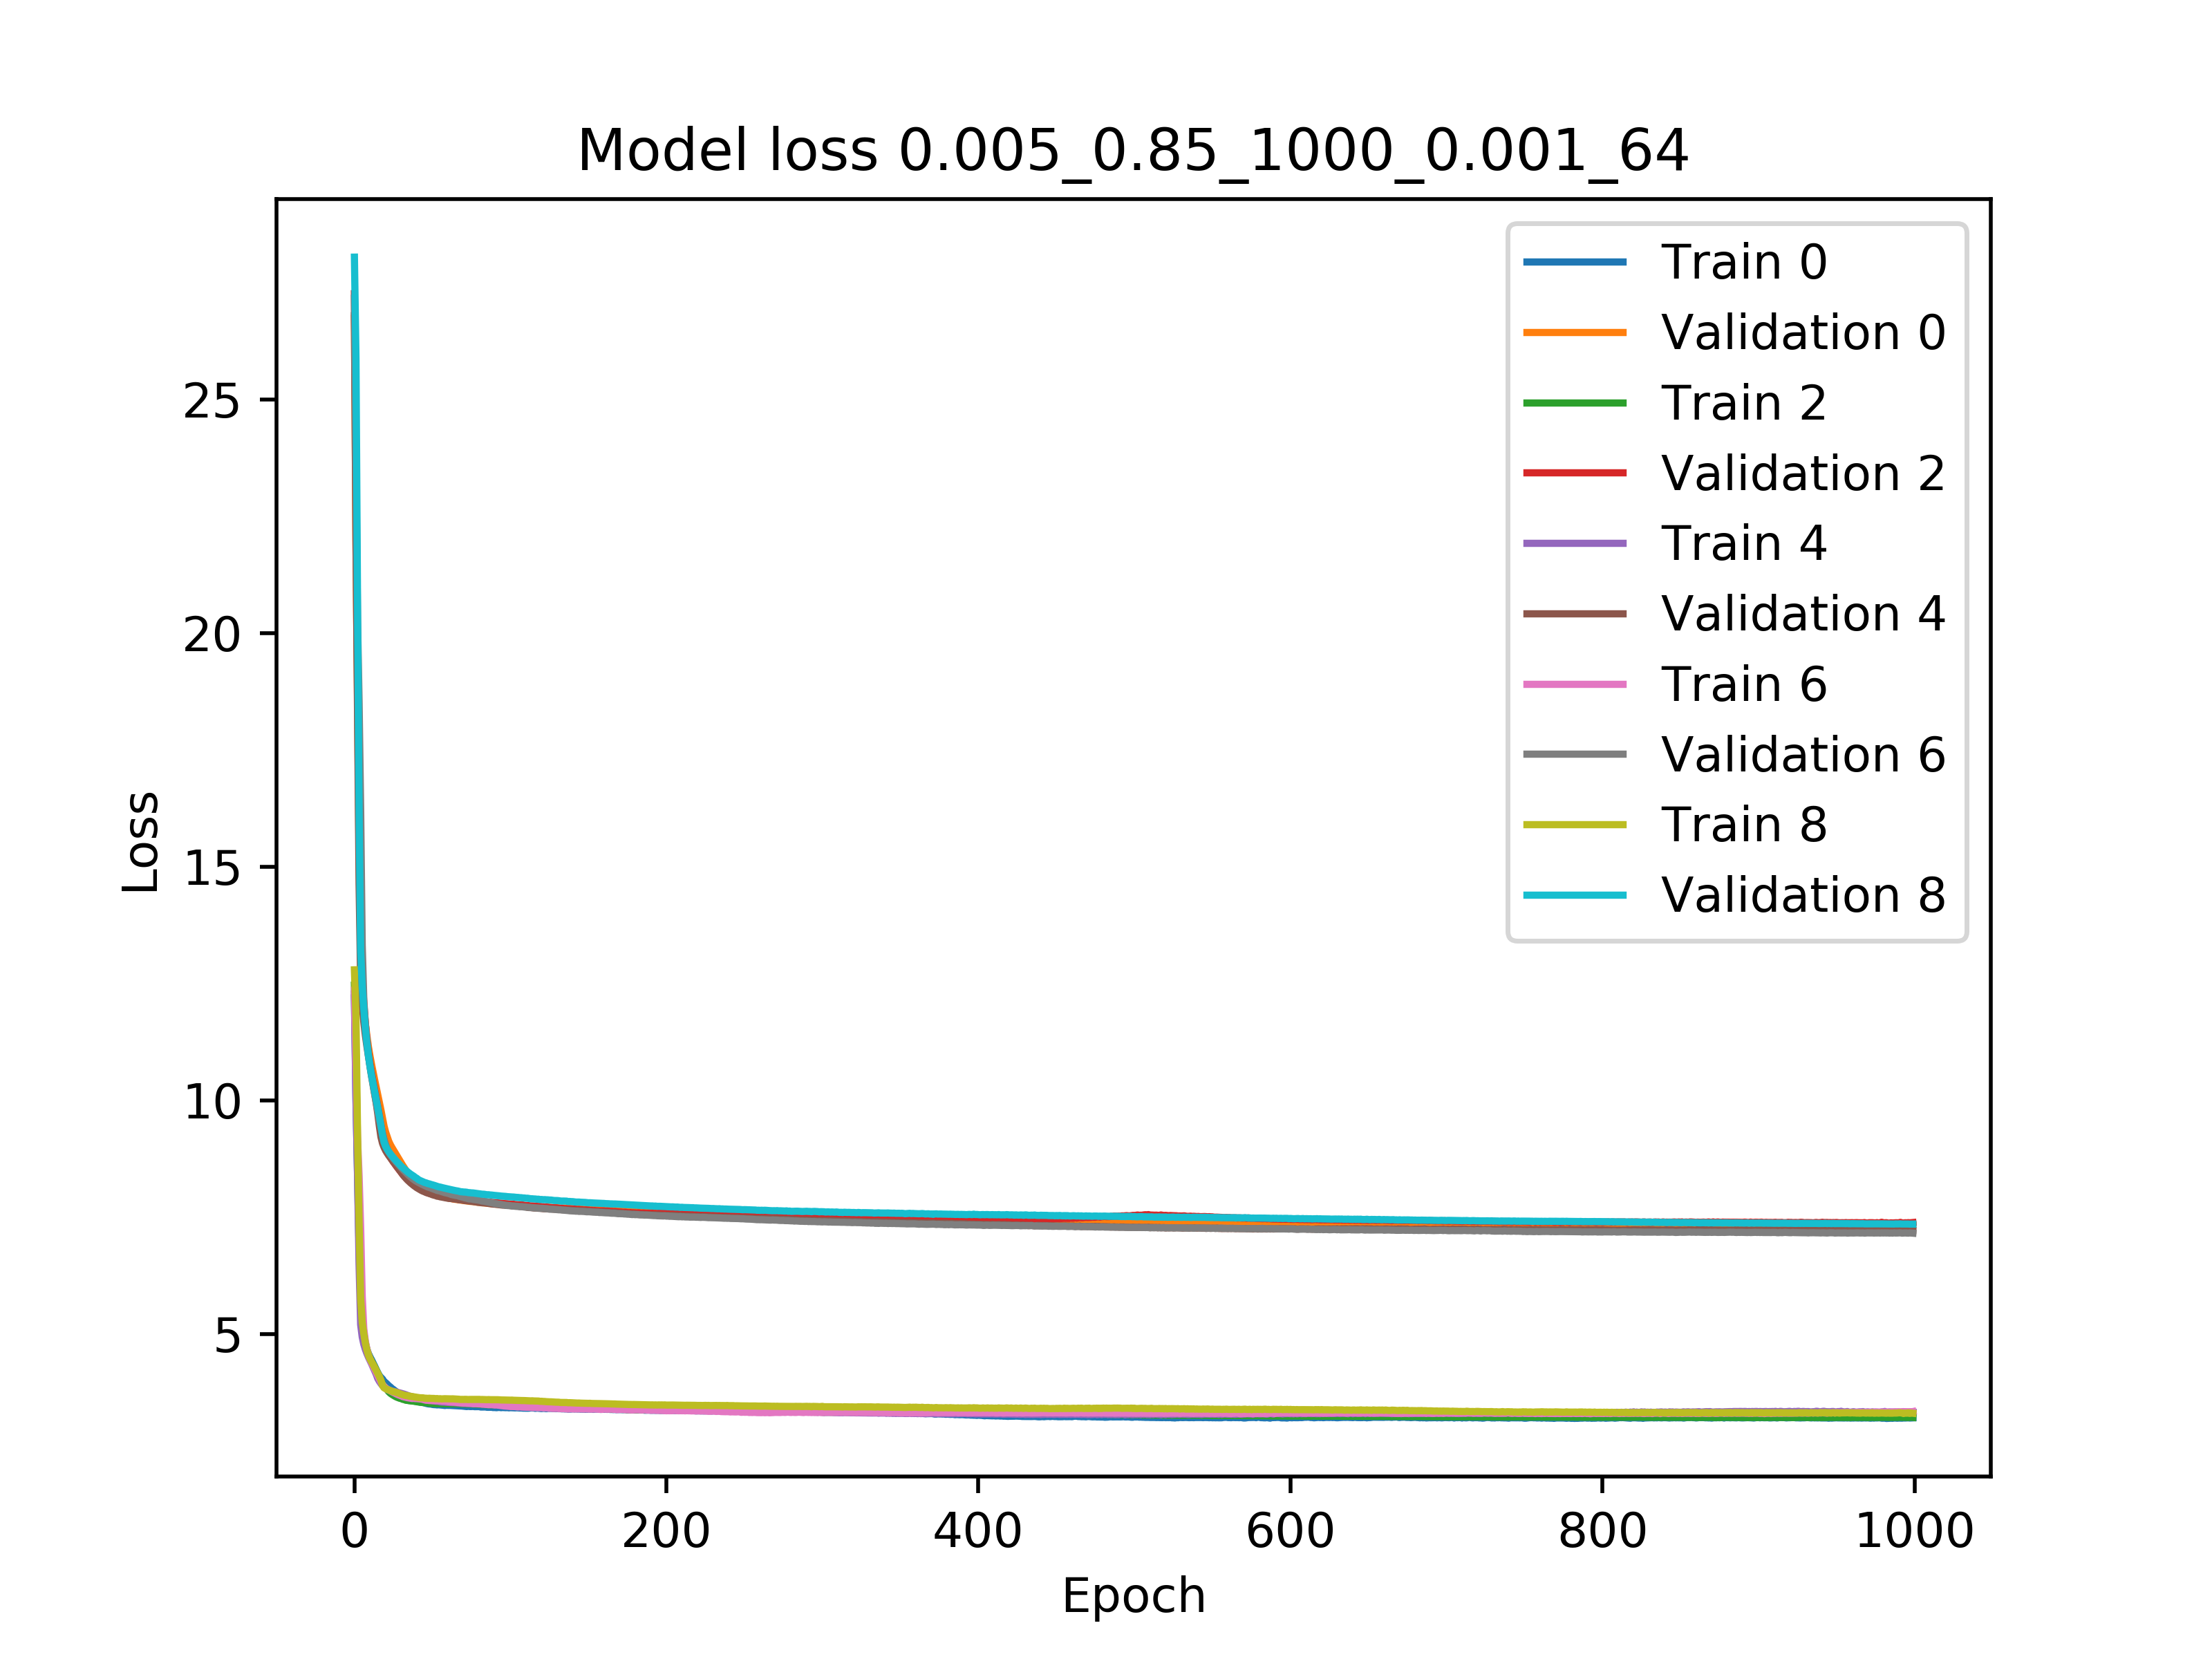 Model loss 0.005_0.85_1000_0.001_64
Train 0
Validation 0
Train 2
Validation 2
Train 4
Validation 4
Train 6
Validation 6
Train 8
Validation 8
Loss
25
20
15
10
5
0 200 400 600 800 1000
Epoch